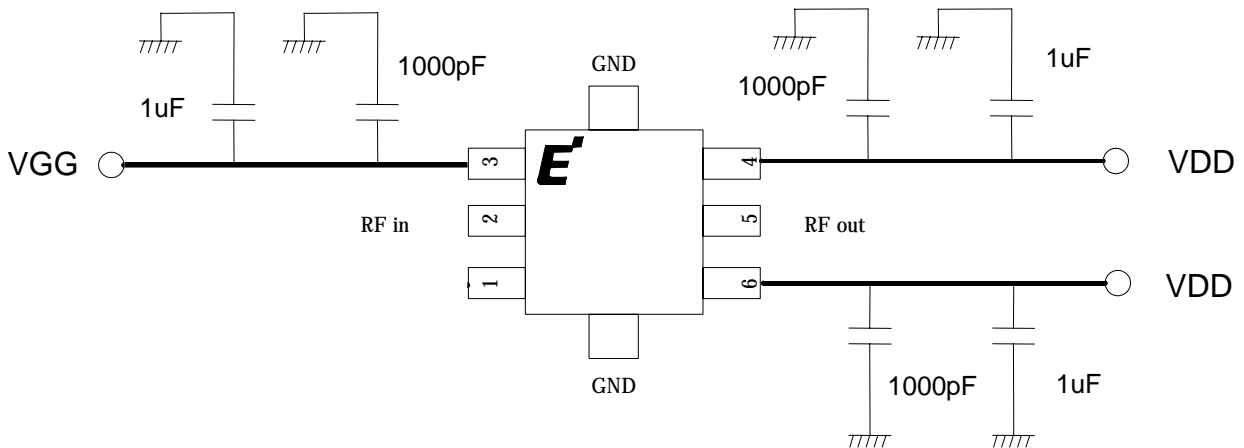 1000pF
GND
1uF
1uF
1000pF
VGG
3
E
4
VDD
RF in
2
5
RF out
1
6
VDD
GND
1000pF
1uF